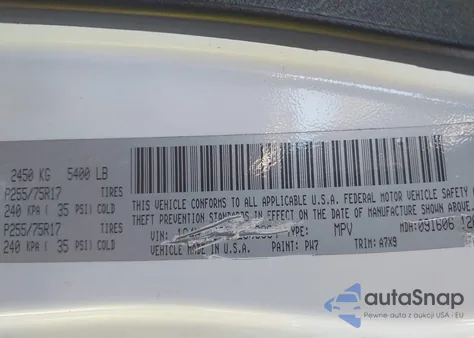 2450 KG 5400 LB
P255/75R17 TIRES
240 KPA ( 35 PSI) COLD
P255/75R17 TIRES
240 KPA ( 35 PSI) COLD
THIS VEHICLE CONFORMS TO ALL APPLICABLE U.S.A. FEDERAL MOTOR VEHICLE SAFETY
THEFT PREVENTION STANDARDS IN EFFECT ON THE DATE OF MANUFACTURE SHOWN ABOVE.
VIN: TYPE: MPV MDH: 091606
VEHICLE MADE IN U.S.A. PAINT: PW7 TRIM: A7X9
autoSnap
Pewne auta z aukcji USA i EU